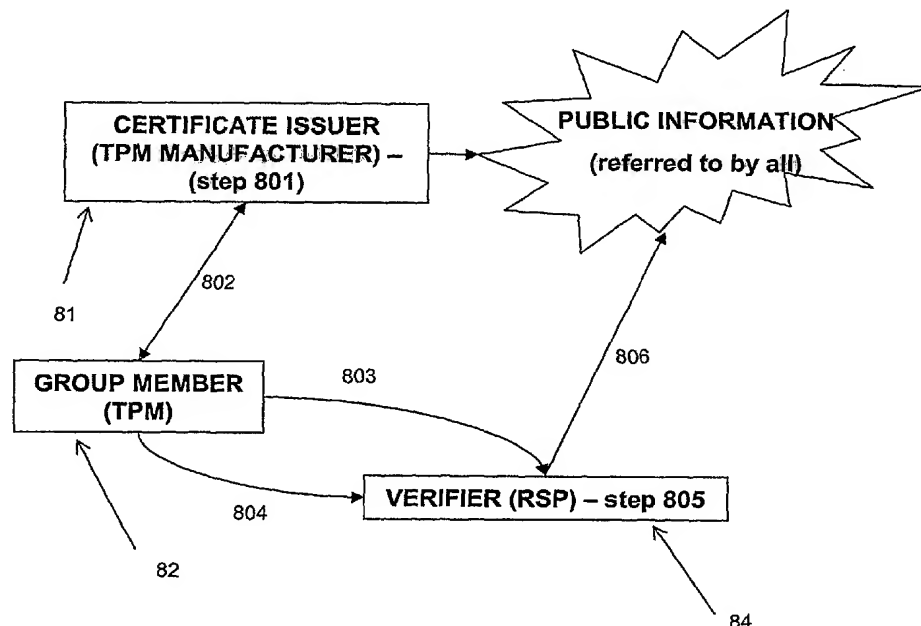 CERTIFICATE ISSUER
(TPM MANUFACTURER) –
(step 801)
PUBLIC INFORMATION
(referred to by all)
802
81
806
GROUP MEMBER
(TPM)
803
804
VERIFIER (RSP) – step 805
82
84